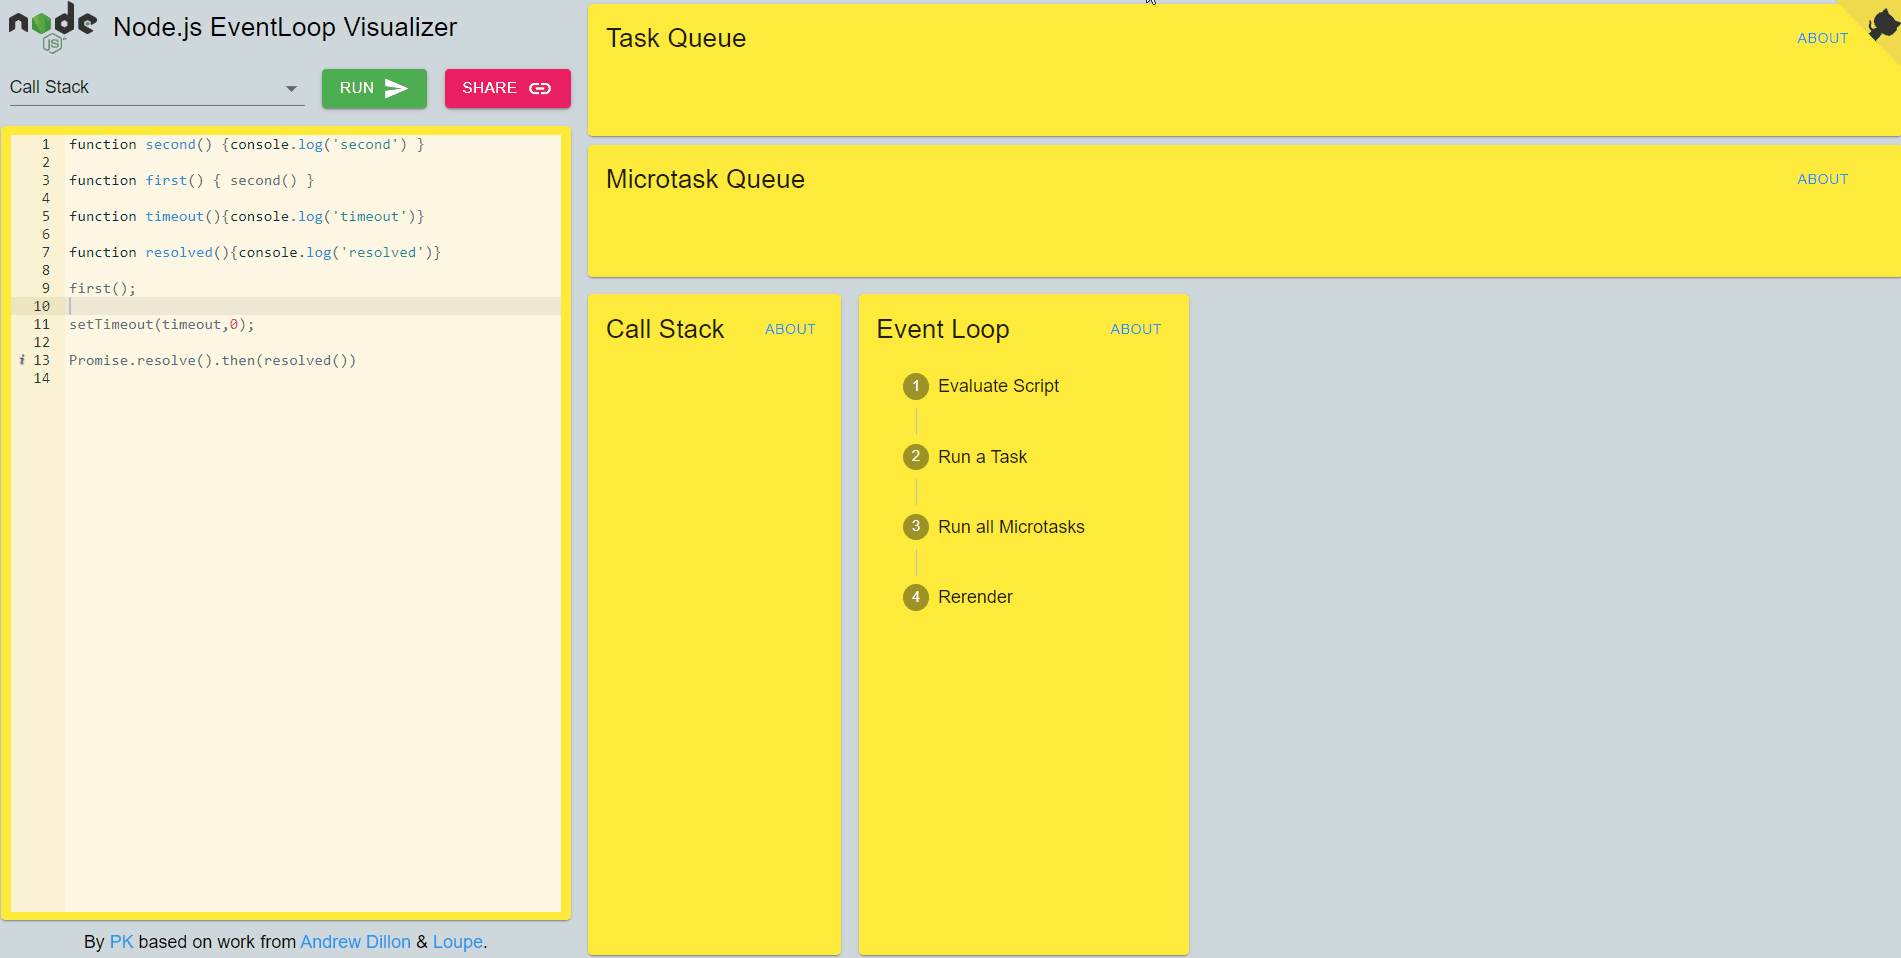 node
JS
Node.js EventLoop Visualizer
Call Stack
RUN
SHARE
1 function second() {console.log('second') }
2
3 function first() { second() }
4
5 function timeout(){console.log('timeout')}
6
7 function resolved(){console.log('resolved')}
8
9 first();
10
11 setTimeout(timeout,0);
12
i 13 Promise.resolve().then(resolved())
14
By PK based on work from Andrew Dillon & Loupe.
Task Queue
ABOUT
Microtask Queue
ABOUT
Call Stack
ABOUT
Event Loop
ABOUT
1 Evaluate Script
2 Run a Task
3 Run all Microtasks
4 Rerender